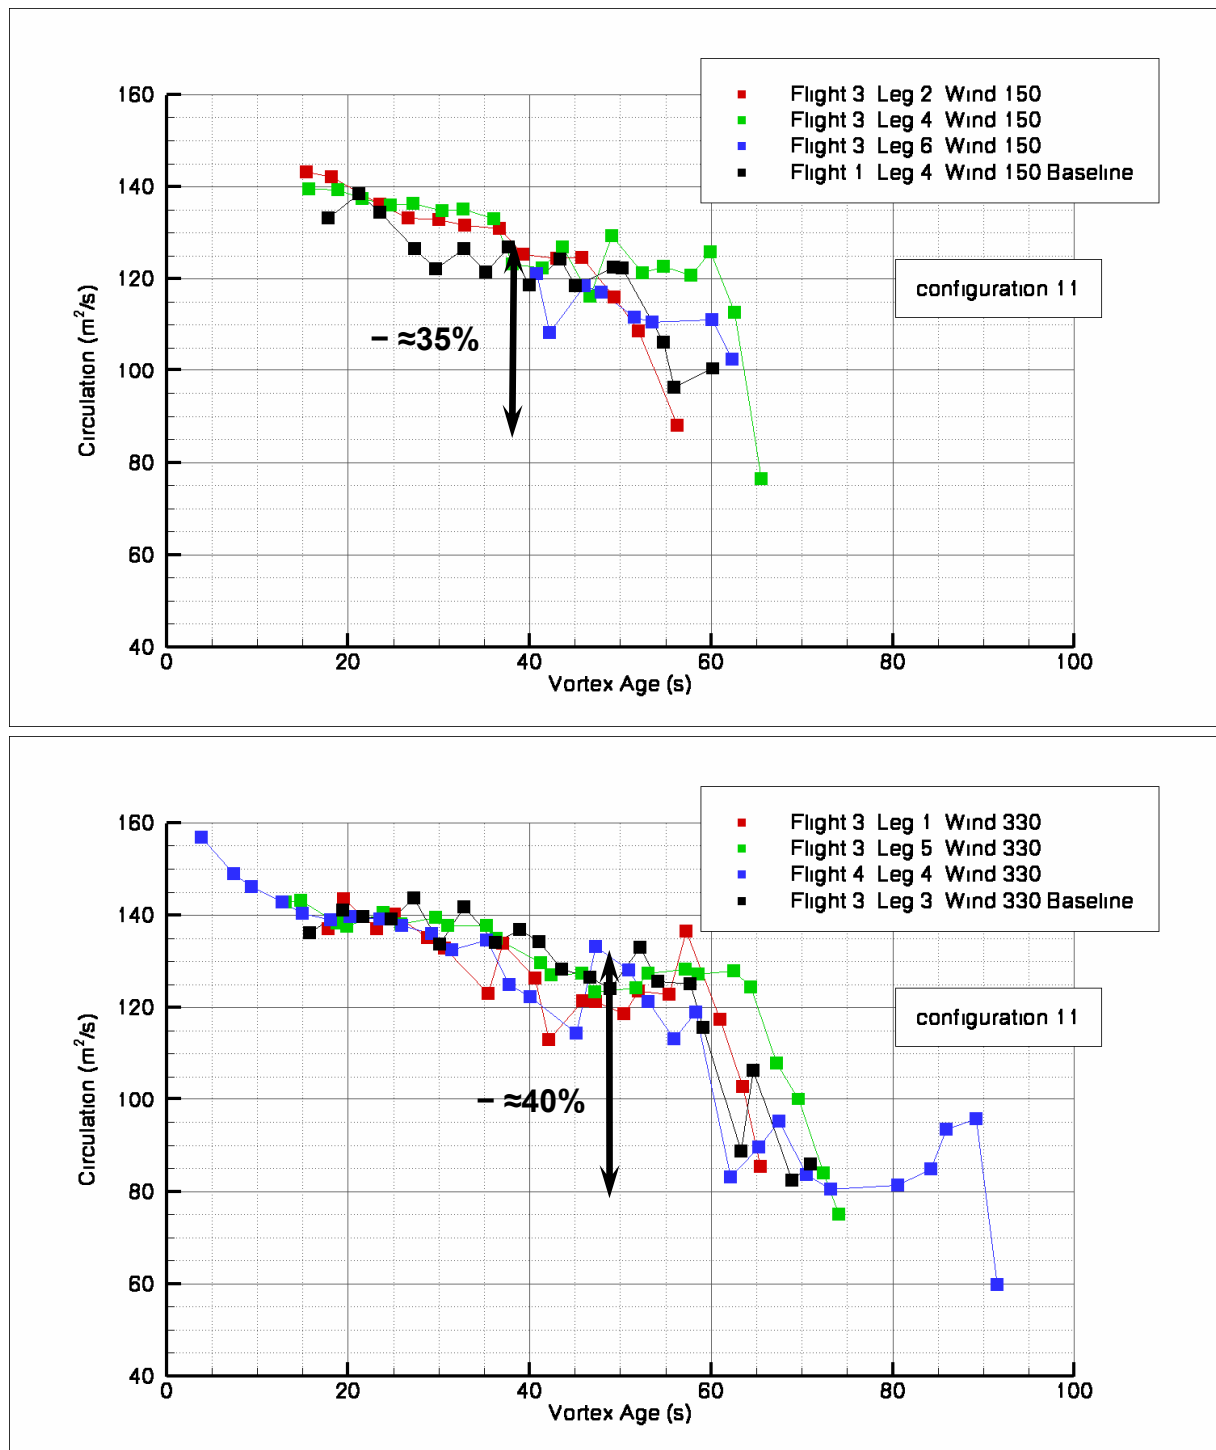 160
140
120
100
80
60
40
0
20
40
60
80
100
Circulation (m²/s)
Vortex Age (s)
Flight 3 Leg 2 Wind 150
Flight 3 Leg 4 Wind 150
Flight 3 Leg 6 Wind 150
Flight 1 Leg 4 Wind 150 Baseline
configuration 11
– ≈35%
160
140
120
100
80
60
40
0
20
40
60
80
100
Circulation (m²/s)
Vortex Age (s)
Flight 3 Leg 1 Wind 330
Flight 3 Leg 5 Wind 330
Flight 4 Leg 4 Wind 330
Flight 3 Leg 3 Wind 330 Baseline
configuration 11
– ≈40%